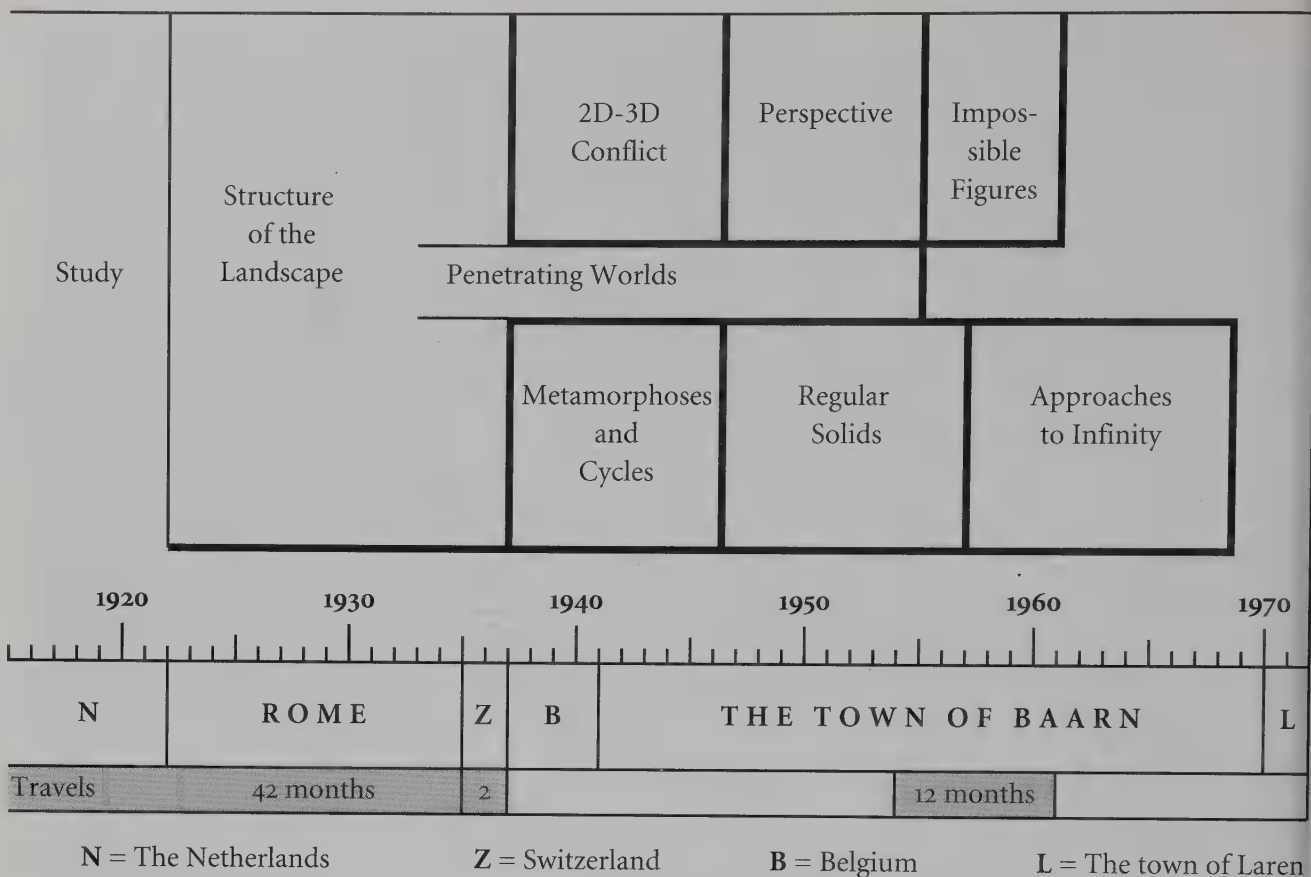 2D-3D
Conflict
Perspective
Impos-
sible
Figures
Structure
of the
Landscape
Study
Penetrating Worlds
Metamorphoses
and
Cycles
Regular
Solids
Approaches
to Infinity
1920 1930 1940 1950 1960 1970
N ROME Z B THE TOWN OF BAARN L
Travels 42 months 2 12 months
N = The Netherlands Z = Switzerland B = Belgium L = The town of Laren